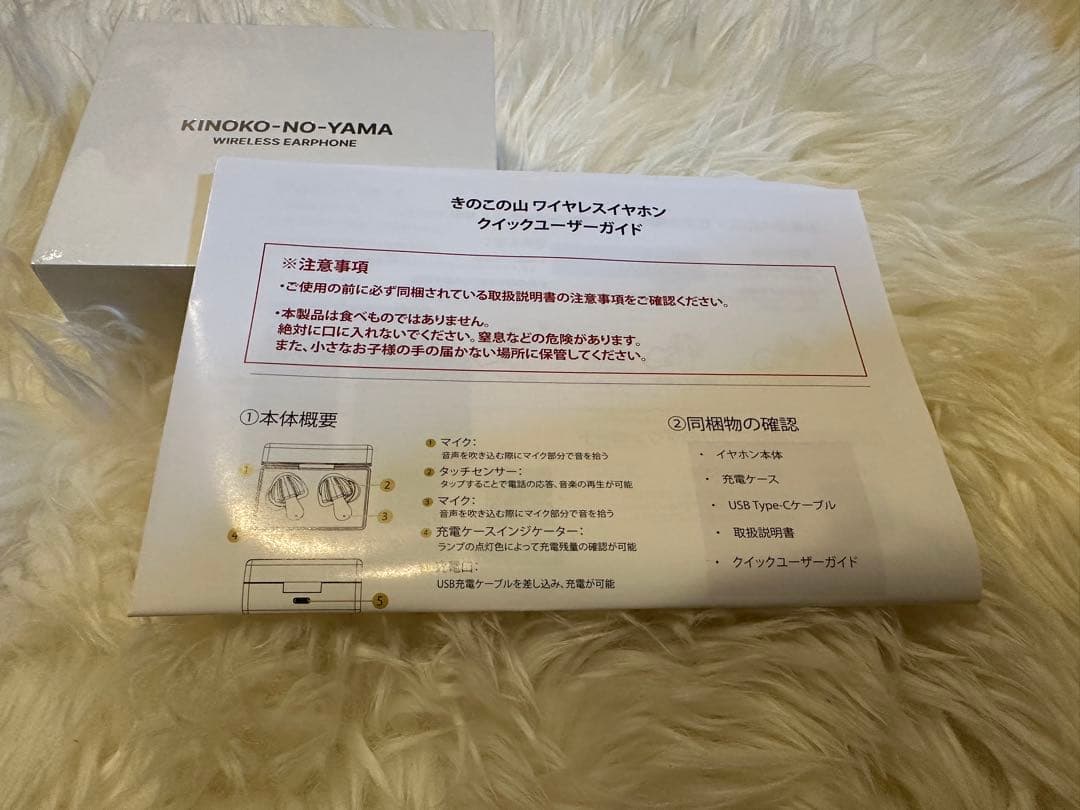 KINOKO-NO-YAMA
WIRELESS EARPHONE
きのこの山 ワイヤレスイヤホン
クイックユーザーガイド
※注意事項
・ご使用の前に必ず同梱されている取扱説明書の注意事項をご確認ください。
・本製品は食べものではありません。
絶対に口に入れないでください。窒息などの危険があります。
また、小さなお子様の手の届かない場所に保管してください。
①本体概要
1
2
3
4
5
1 マイク：
音声を吹き込む際にマイク部分で音を拾う
2 タッチセンサー：
タップすることで電話の応答、音楽の再生が可能
3 マイク：
音声を吹き込む際にマイク部分で音を拾う
4 充電ケースインジケーター：
ランプの点灯色によって充電残量の確認が可能
充電口：
USB充電ケーブルを差し込み、充電が可能
②同梱物の確認
・ イヤホン本体
・ 充電ケース
・ USB Type-Cケーブル
・ 取扱説明書
・ クイックユーザーガイド